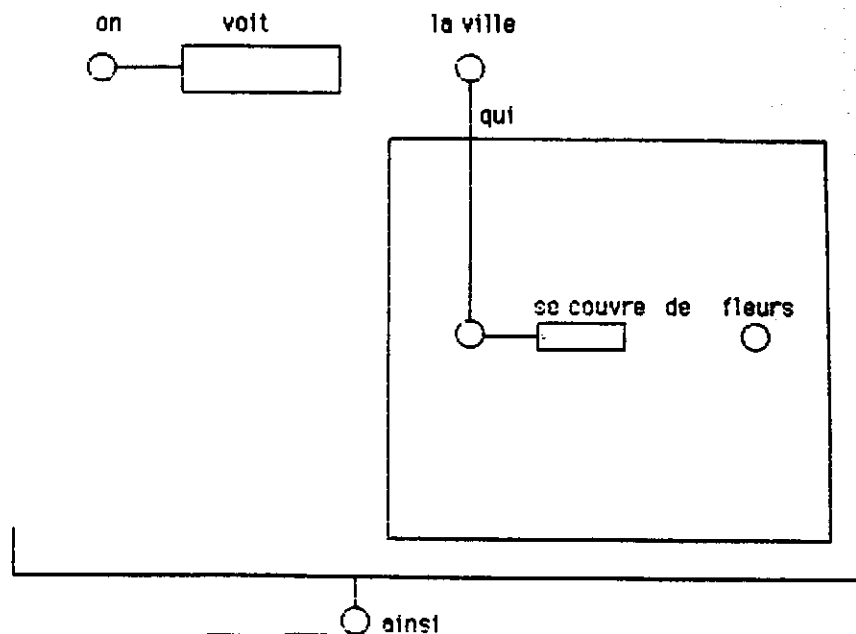 on voit la ville
qui
se couvre de fleurs
ainsi